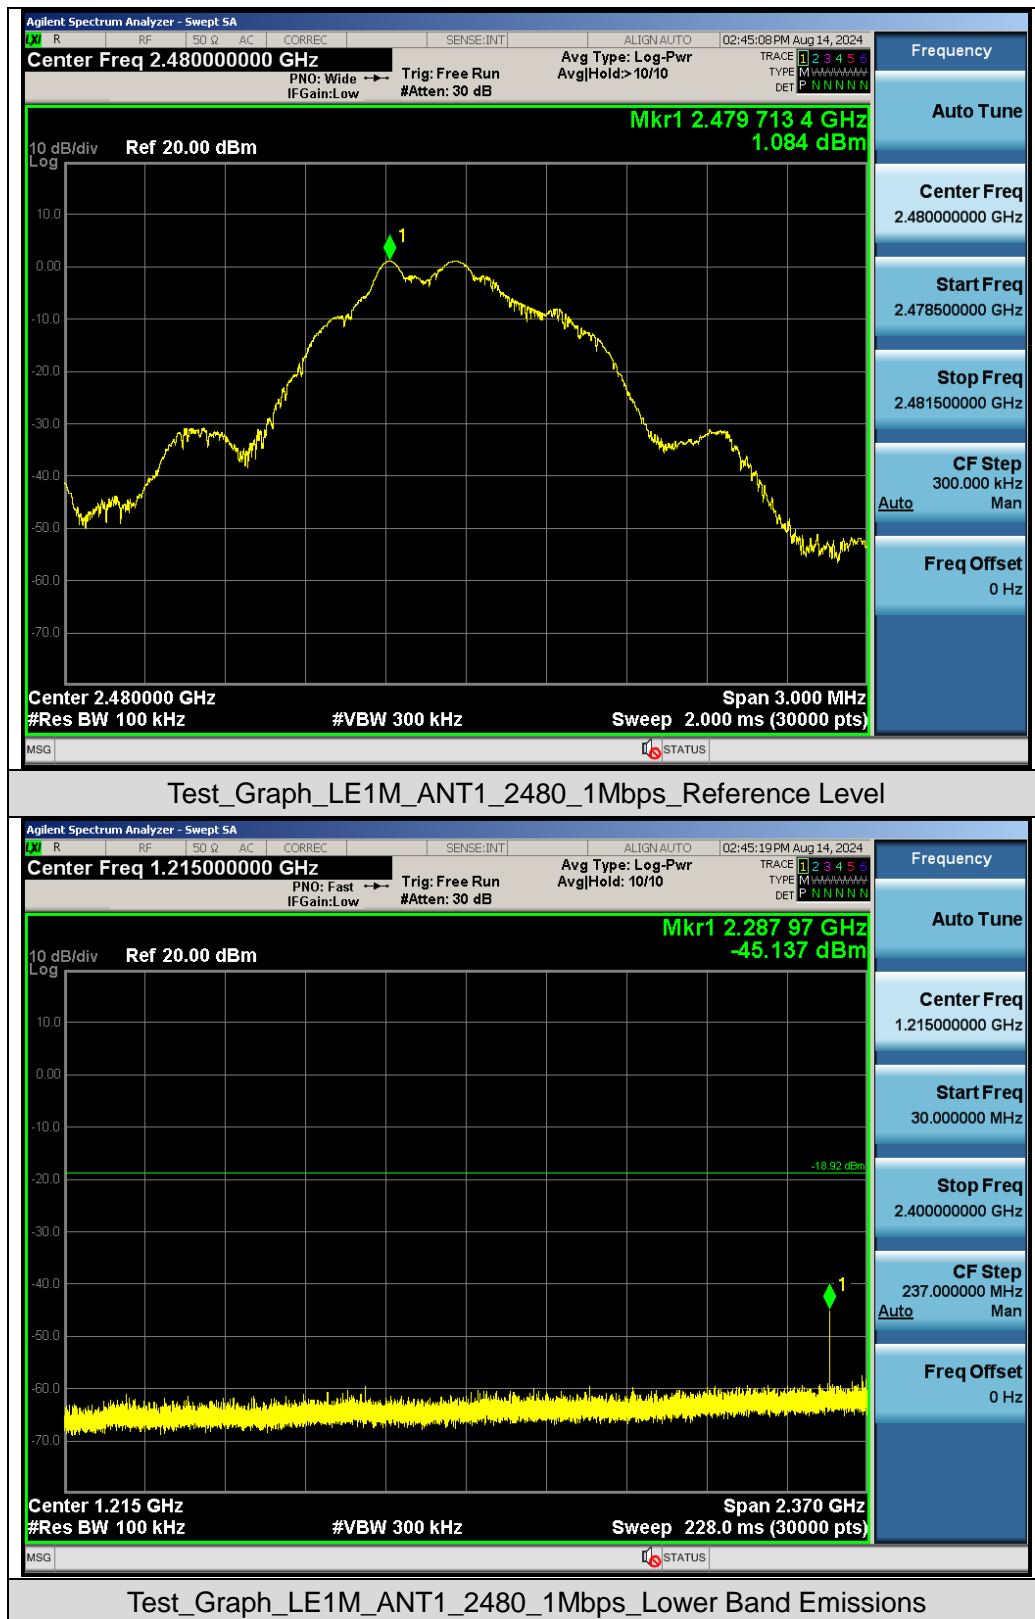 Agilent Spectrum Analyzer - Swept SA
LXI R RF 50 Ω AC CORREC SENSE:INT ALIGN AUTO 02:45:08 PM Aug 14, 2024
Center Freq 2.480000000 GHz
PNO: Wide
IFGain:Low
Trig: Free Run
#Atten: 30 dB
Avg Type: Log-Pwr
Avg|Hold:>10/10
TRACE 1 2 3 4 5 6
TYPE M W W W W W
DET P N N N N N
Frequency
Mkr1 2.479 713 4 GHz
1.084 dBm
10 dB/div Ref 20.00 dBm
Log
10.0
0.00
-10.0
-20.0
-30.0
-40.0
-50.0
-60.0
-70.0
1
Auto Tune
Center Freq
2.480000000 GHz
Start Freq
2.478500000 GHz
Stop Freq
2.481500000 GHz
CF Step
300.000 kHz
Auto Man
Freq Offset
0 Hz
Center 2.480000 GHz Span 3.000 MHz
#Res BW 100 kHz #VBW 300 kHz Sweep 2.000 ms (30000 pts)
MSG STATUS
Test_Graph_LE1M_ANT1_2480_1Mbps_Reference Level
Agilent Spectrum Analyzer - Swept SA
LXI R RF 50 Ω AC CORREC SENSE:INT ALIGN AUTO 02:45:19 PM Aug 14, 2024
Center Freq 1.215000000 GHz
PNO: Fast
IFGain:Low
Trig: Free Run
#Atten: 30 dB
Avg Type: Log-Pwr
Avg|Hold: 10/10
TRACE 1 2 3 4 5 6
TYPE M W W W W W
DET P N N N N N
Frequency
Mkr1 2.287 97 GHz
-45.137 dBm
10 dB/div Ref 20.00 dBm
Log
10.0
0.00
-10.0
-20.0
-30.0
-40.0
-50.0
-60.0
-70.0
-18.92 dBm
1
Auto Tune
Center Freq
1.215000000 GHz
Start Freq
30.000000 MHz
Stop Freq
2.400000000 GHz
CF Step
237.000000 MHz
Auto Man
Freq Offset
0 Hz
Center 1.215 GHz Span 2.370 GHz
#Res BW 100 kHz #VBW 300 kHz Sweep 228.0 ms (30000 pts)
MSG STATUS
Test_Graph_LE1M_ANT1_2480_1Mbps_Lower Band Emissions